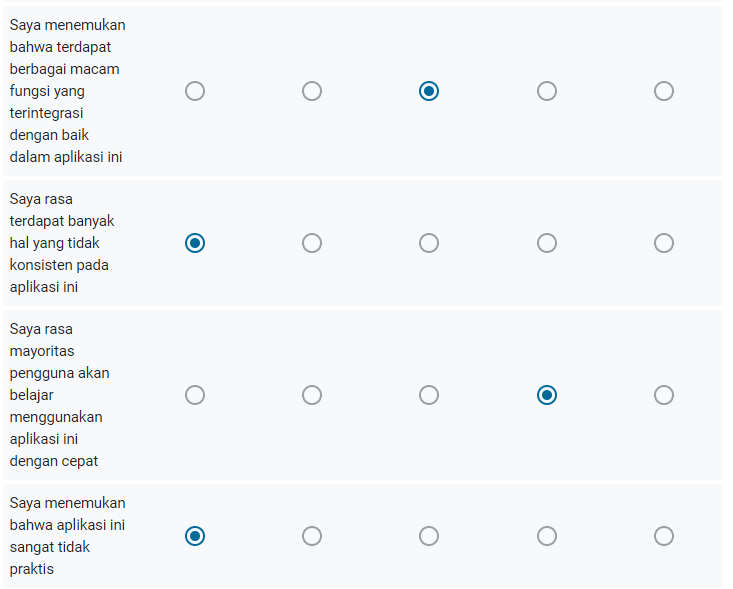 Saya menemukan
bahwa terdapat
berbagai macam
fungsi yang
terintegrasi
dengan baik
dalam aplikasi ini
Saya rasa
terdapat banyak
hal yang tidak
konsisten pada
aplikasi ini
Saya rasa
mayoritas
pengguna akan
belajar
menggunakan
aplikasi ini
dengan cepat
Saya menemukan
bahwa aplikasi ini
sangat tidak
praktis